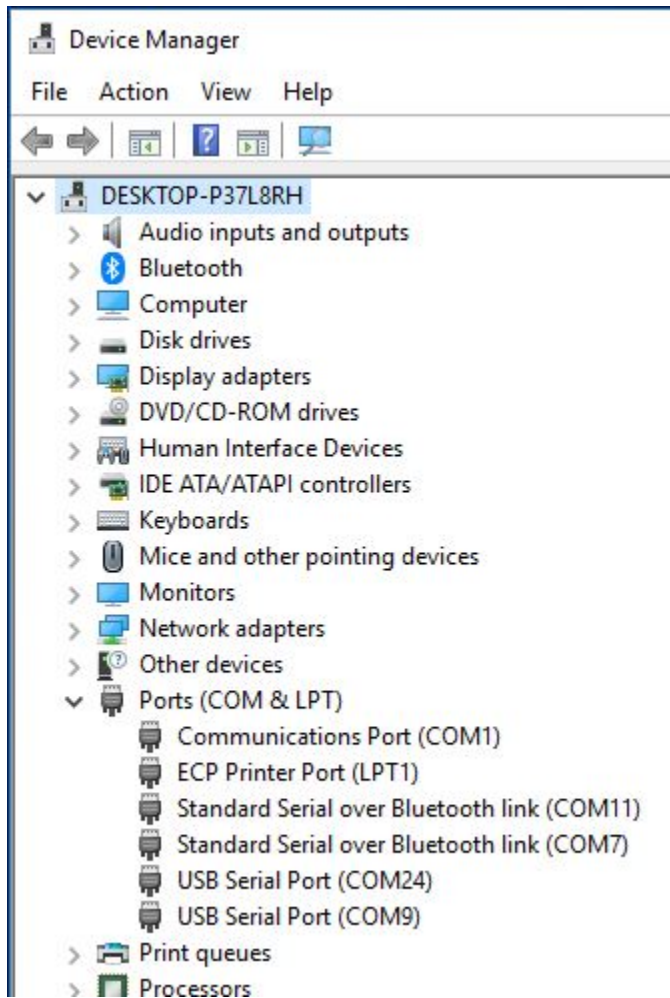 Device Manager
File Action View Help
DESKTOP-P37L8RH
Audio inputs and outputs
Bluetooth
Computer
Disk drives
Display adapters
DVD/CD-ROM drives
Human Interface Devices
IDE ATA/ATAPI controllers
Keyboards
Mice and other pointing devices
Monitors
Network adapters
Other devices
Ports (COM & LPT)
Communications Port (COM1)
ECP Printer Port (LPT1)
Standard Serial over Bluetooth link (COM11)
Standard Serial over Bluetooth link (COM7)
USB Serial Port (COM24)
USB Serial Port (COM9)
Print queues
Processors